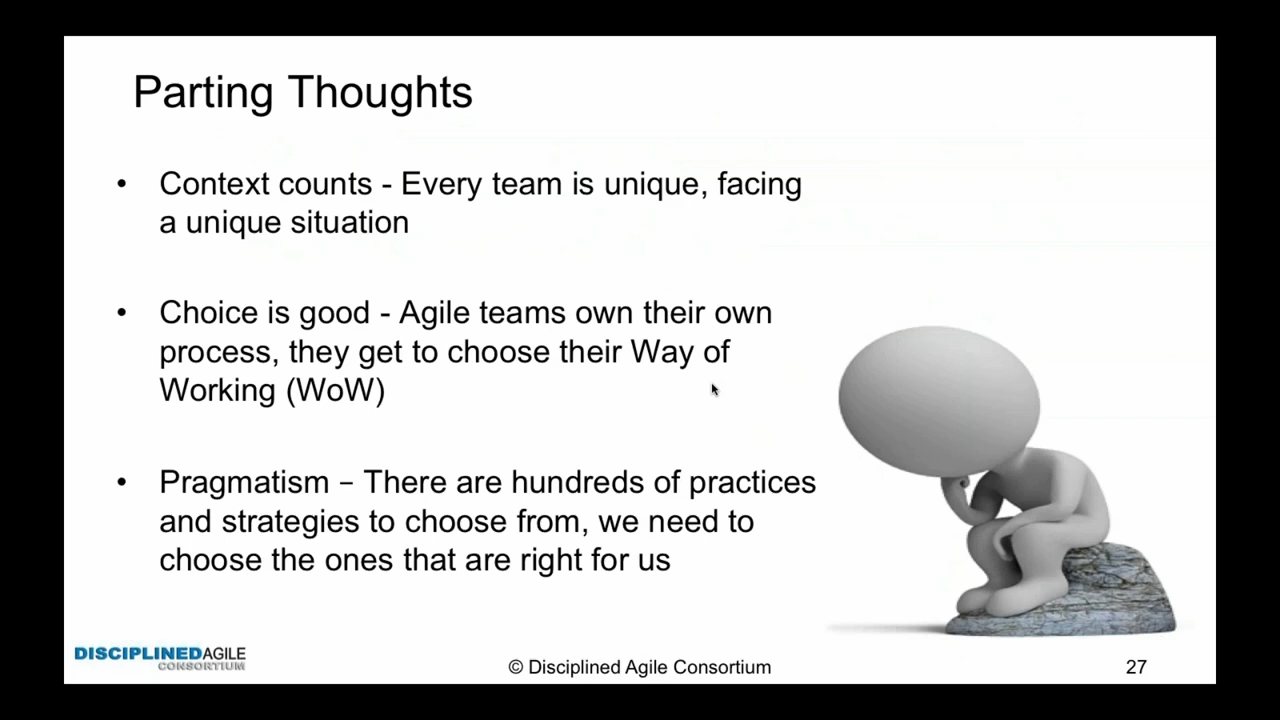 Parting Thoughts
• Context counts - Every team is unique, facing
a unique situation
• Choice is good - Agile teams own their own
process, they get to choose their Way of
Working (WoW)
• Pragmatism – There are hundreds of practices
and strategies to choose from, we need to
choose the ones that are right for us
DISCIPLINEDAGILE
CONSORTIUM
© Disciplined Agile Consortium
27